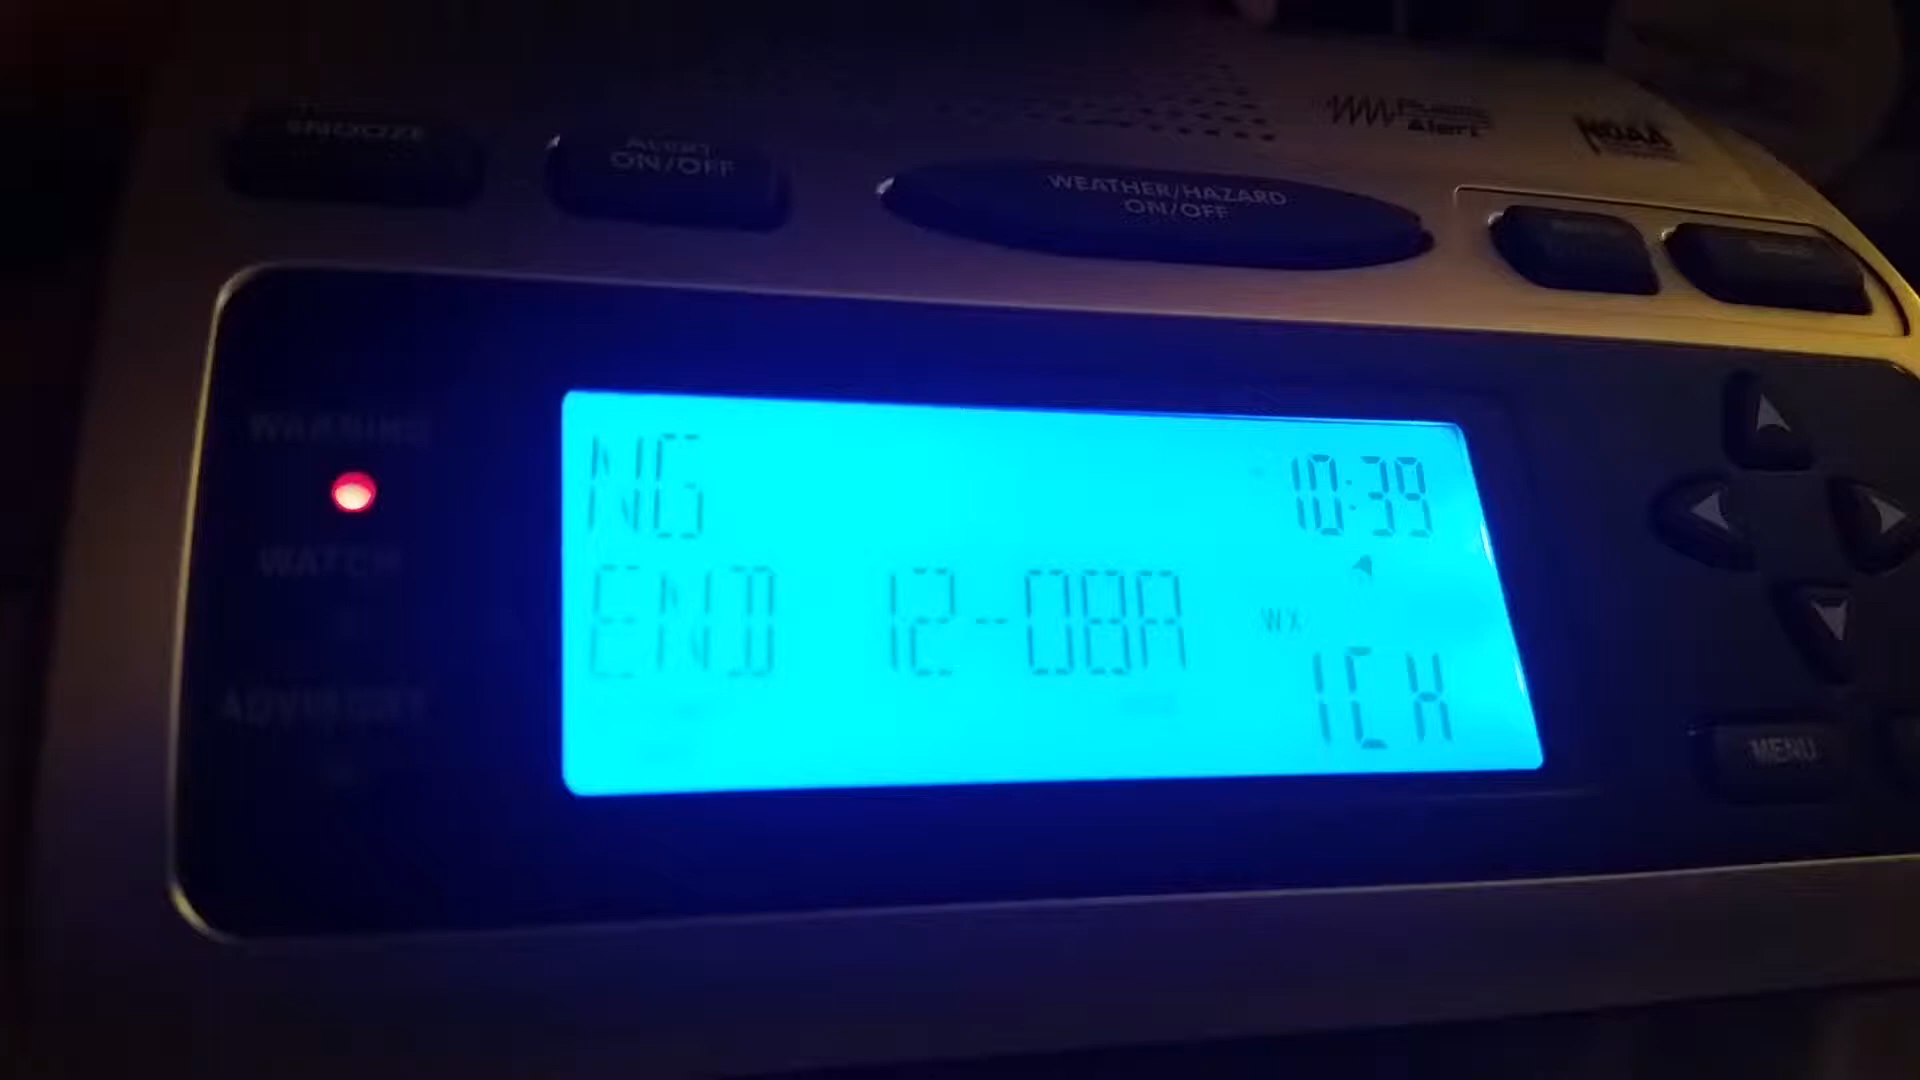 SNOOZE
ALERT
ON/OFF
WEATHER/HAZARD
ON/OFF
Alert
NOAA
WARNING
WATCH
ADVISORY
NG
10:39
END 12-08A
WX
1CH
MENU